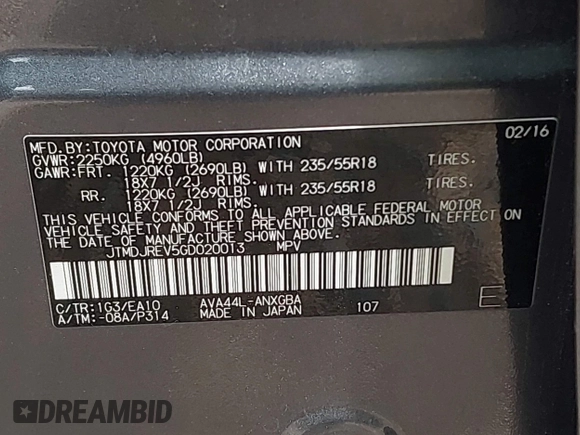 MFD.BY:TOYOTA MOTOR CORPORATION 02/16
GVWR:2250KG (4960LB)
GAWR:FRT. 1220KG (2690LB) WITH 235/55R18 TIRES.
18X7 1/2J RIMS.
RR. 1220KG (2690LB) WITH 235/55R18 TIRES.
18X7 1/2J RIMS.
THIS VEHICLE CONFORMS TO ALL APPLICABLE FEDERAL MOTOR
VEHICLE SAFETY AND THEFT PREVENTION STANDARDS IN EFFECT ON
THE DATE OF MANUFACTURE SHOWN ABOVE.
JTMDJREV5GD020013 MPV
C/TR:1G3/EA10 AVA44L-ANXGBA E
A/TM:-08A/P314 MADE IN JAPAN 107
DREAMBID